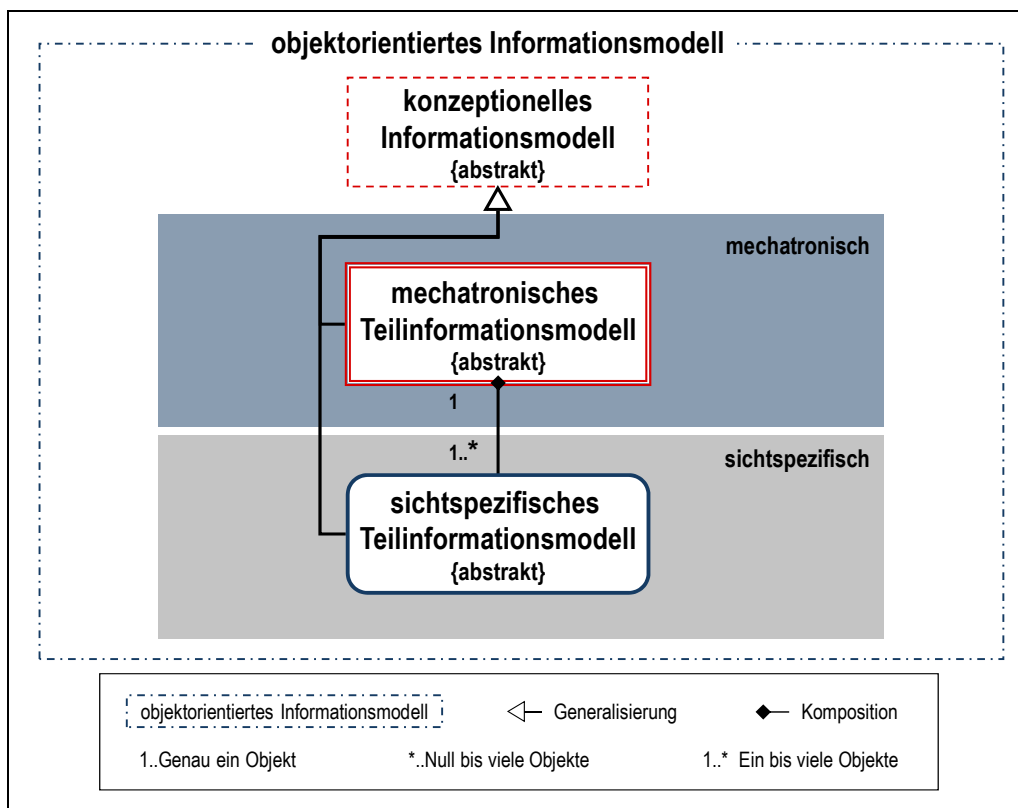 objektorientiertes Informationsmodell
konzeptionelles
Informationsmodell
{abstrakt}
mechatronisch
mechatronisches
Teilinformationsmodell
{abstrakt}
1
1..*
sichtspezifisch
sichtspezifisches
Teilinformationsmodell
{abstrakt}
objektorientiertes Informationsmodell
Generalisierung
Komposition
1..Genau ein Objekt
*..Null bis viele Objekte
1..* Ein bis viele Objekte